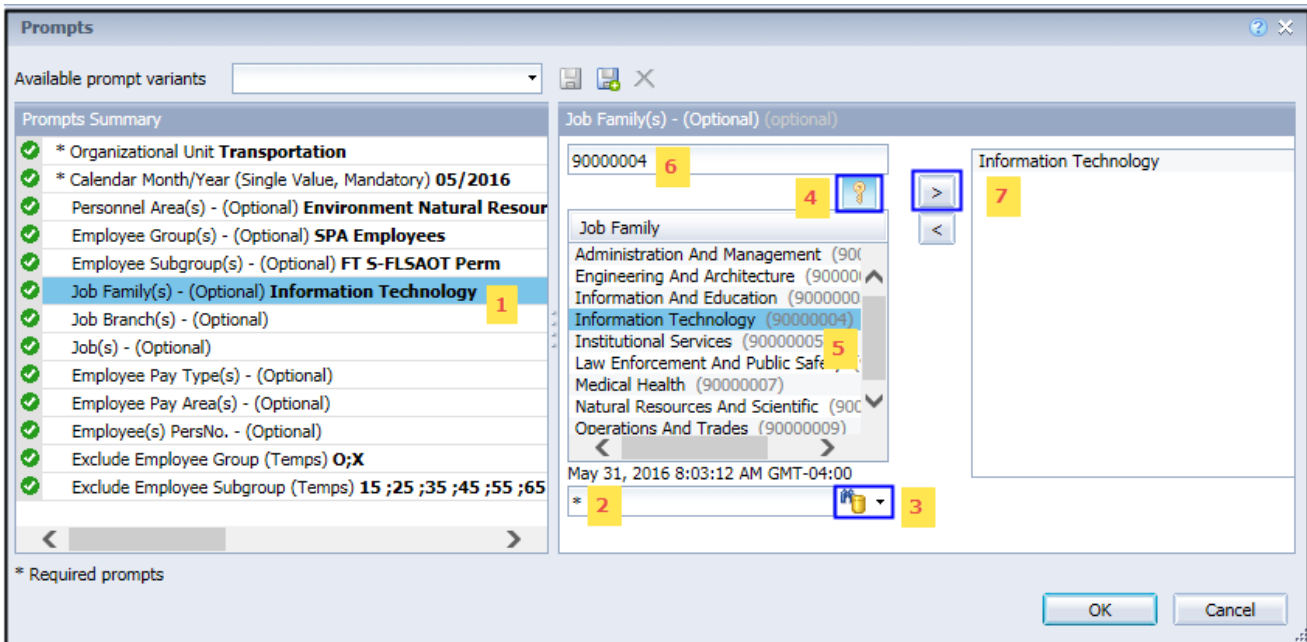 Prompts
Available prompt variants
Prompts Summary
* Organizational Unit Transportation
* Calendar Month/Year (Single Value, Mandatory) 05/2016
Personnel Area(s) - (Optional) Environment Natural Resour
Employee Group(s) - (Optional) SPA Employees
Employee Subgroup(s) - (Optional) FT S-FLSAOT Perm
Job Family(s) - (Optional) Information Technology
1
Job Branch(s) - (Optional)
Job(s) - (Optional)
Employee Pay Type(s) - (Optional)
Employee Pay Area(s) - (Optional)
Employee(s) PersNo. - (Optional)
Exclude Employee Group (Temps) O;X
Exclude Employee Subgroup (Temps) 15 ;25 ;35 ;45 ;55 ;65
Job Family(s) - (Optional) (optional)
90000004
6
4
Job Family
Administration And Management (900
Engineering And Architecture (90000
Information And Education (9000000
Information Technology (90000004)
Institutional Services (90000005
5
Law Enforcement And Public Safe
Medical Health (90000007)
Natural Resources And Scientific (900
Operations And Trades (90000009)
May 31, 2016 8:03:12 AM GMT-04:00
* 2
3
>
<
Information Technology
7
* Required prompts
OK
Cancel